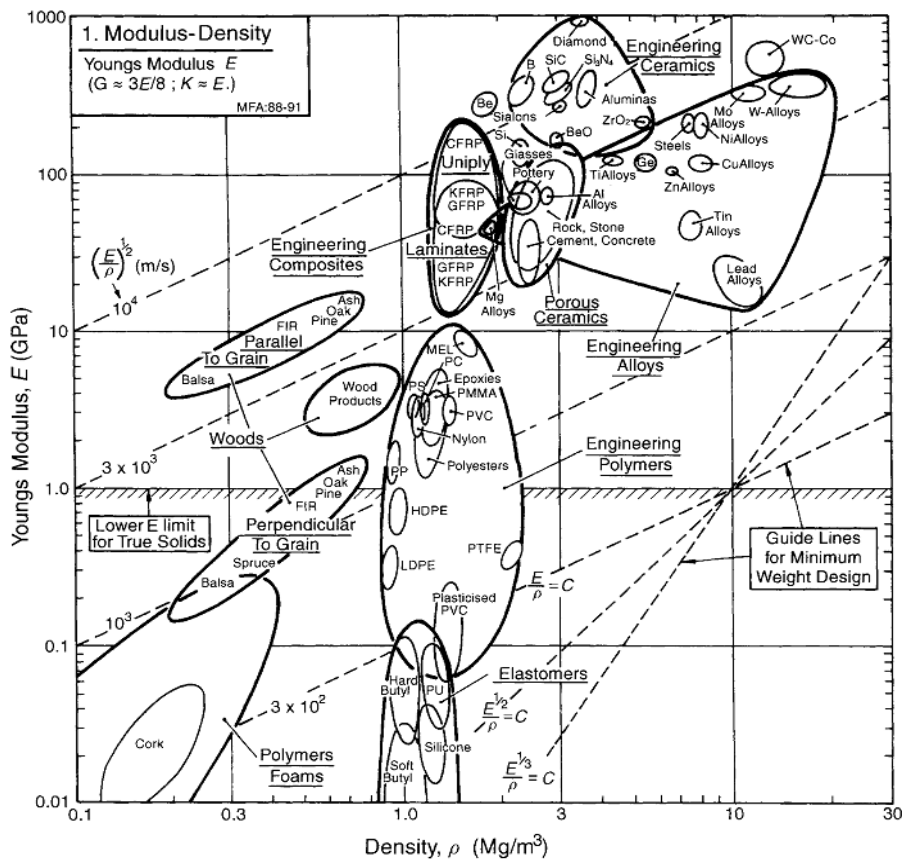 1. Modulus-Density
Youngs Modulus E
(G ≈ 3E/8 ; K ≈ E.)
MFA:88-91
1000
100
10
1.0
0.1
0.01
Youngs Modulus, E (GPa)
0.1
0.3
1.0
3
10
30
Density, ρ (Mg/m³)
Diamond
Engineering
Ceramics
WC-Co
B
SiC
Si₃N₄
Be
Sialons
Aluminas
ZrO₂
BeO
Si
Glasses
Pottery
Mo
Alloys
W-Alloys
Steels
NiAlloys
TiAlloys
Ge
CuAlloys
ZnAlloys
Al
Alloys
Rock, Stone
Cement, Concrete
Tin
Alloys
Lead
Alloys
CFRP
Uniply
KFRP
GFRP
CFRP
Laminates
GFRP
KFRP
Engineering
Composites
Mg
Alloys
Porous
Ceramics
Engineering
Alloys
(E/ρ)^½ (m/s)
10⁴
Ash
Oak
Pine
FIR
Parallel
To Grain
Balsa
Wood
Products
Woods
3 x 10³
MEL
PC
PS
Epoxies
PMMA
PVC
Nylon
Polyesters
PP
HDPE
LDPE
PTFE
Plasticised
PVC
Engineering
Polymers
Lower E limit
for True Solids
Ash
Oak
Pine
FIR
Perpendicular
To Grain
Spruce
Balsa
10³
Guide Lines
for Minimum
Weight Design
E/ρ = C
E^½/ρ = C
E^⅓/ρ = C
3 x 10²
Hard
Butyl
PU
Elastomers
Silicone
Soft
Butyl
Cork
Polymers
Foams